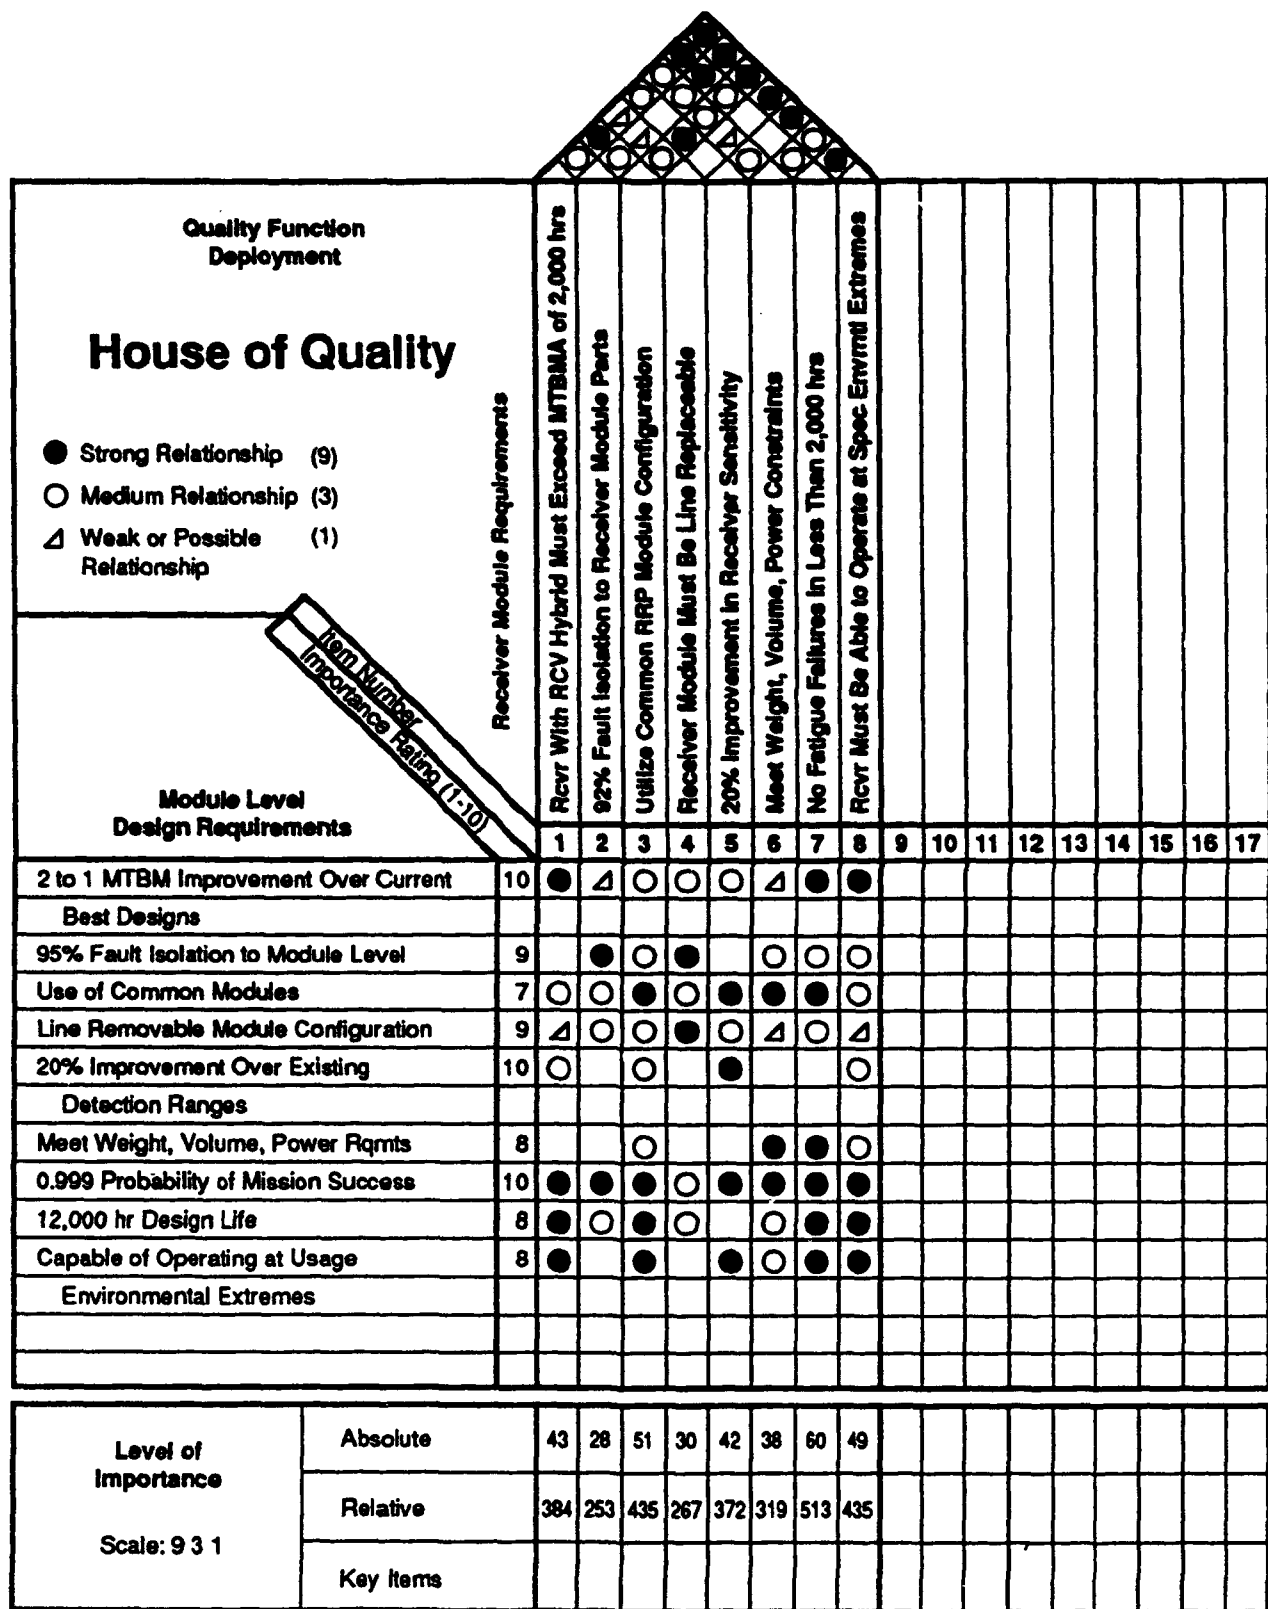 Quality Function
Deployment
House of Quality
Strong Relationship (9)
Medium Relationship (3)
Weak or Possible (1)
Relationship
Item Number
Importance Rating (1-10)
Module Level
Design Requirements
Receiver Module Requirements
Rcvr With RCV Hybrid Must Exceed MTBMA of 2,000 hrs
92% Fault Isolation to Receiver Module Parts
Utilize Common RRP Module Configuration
Receiver Module Must Be Line Replaceable
20% Improvement in Receiver Sensitivity
Meet Weight, Volume, Power Constraints
No Fatigue Failures in Less Than 2,000 hrs
Rcvr Must Be Able to Operate at Spec Envrmtl Extremes
1 2 3 4 5 6 7 8 9 10 11 12 13 14 15 16 17
2 to 1 MTBM Improvement Over Current 10
Best Designs
95% Fault Isolation to Module Level 9
Use of Common Modules 7
Line Removable Module Configuration 9
20% Improvement Over Existing 10
Detection Ranges
Meet Weight, Volume, Power Rqmts 8
0.999 Probability of Mission Success 10
12,000 hr Design Life 8
Capable of Operating at Usage 8
Environmental Extremes
Level of
Importance
Scale: 9 3 1
Absolute 43 28 51 30 42 38 60 49
Relative 384 253 435 267 372 319 513 435
Key Items